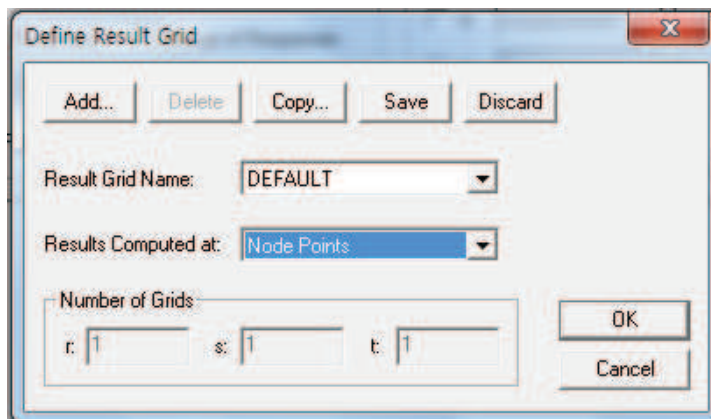 Define Result Grid
Add... Delete Copy... Save Discard
Result Grid Name: DEFAULT
Results Computed at: Node Points
Number of Grids
r: 1 s: 1 t: 1
OK
Cancel